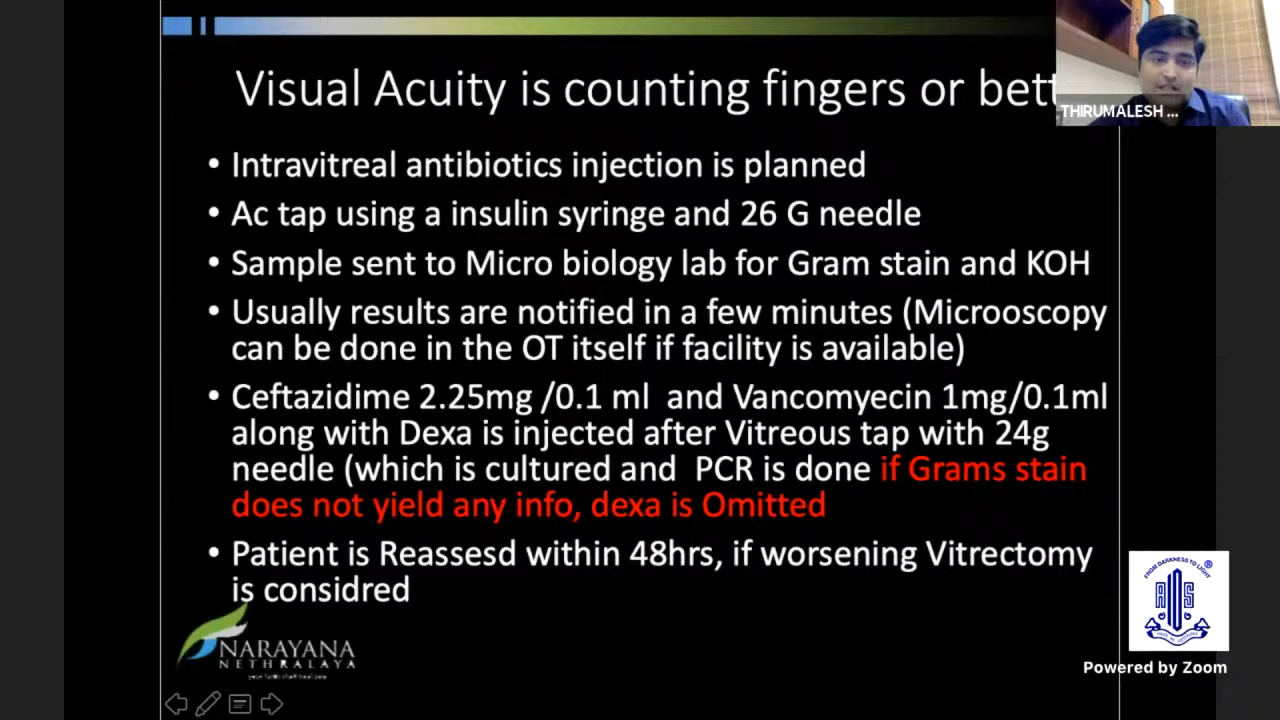 Visual Acuity is counting fingers or bett
THIRUMALESH ...
• Intravitreal antibiotics injection is planned
• Ac tap using a insulin syringe and 26 G needle
• Sample sent to Micro biology lab for Gram stain and KOH
• Usually results are notified in a few minutes (Microoscopy
can be done in the OT itself if facility is available)
• Ceftazidime 2.25mg /0.1 ml and Vancomyecin 1mg/0.1ml
along with Dexa is injected after Vitreous tap with 24g
needle (which is cultured and PCR is done if Grams stain
does not yield any info, dexa is Omitted
• Patient is Reassesd within 48hrs, if worsening Vitrectomy
is considred
NARAYANA
NETHRALAYA
FROM DARKNESS TO LIGHT
®
AIOS
Powered by Zoom